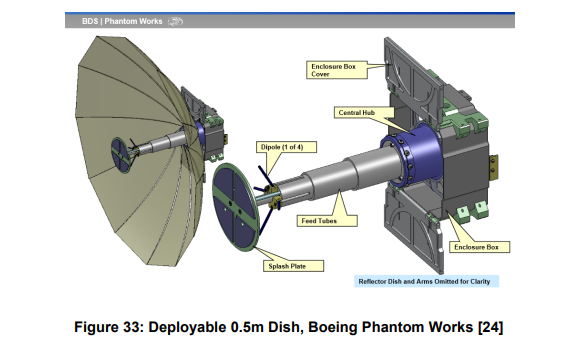 BDS | Phantom Works
Enclosure Box
Cover
Central Hub
Dipole (1 of 4)
Feed Tubes
Splash Plate
Enclosure Box
Reflector Dish and Arms Omitted for Clarity
Figure 33: Deployable 0.5m Dish, Boeing Phantom Works [24]